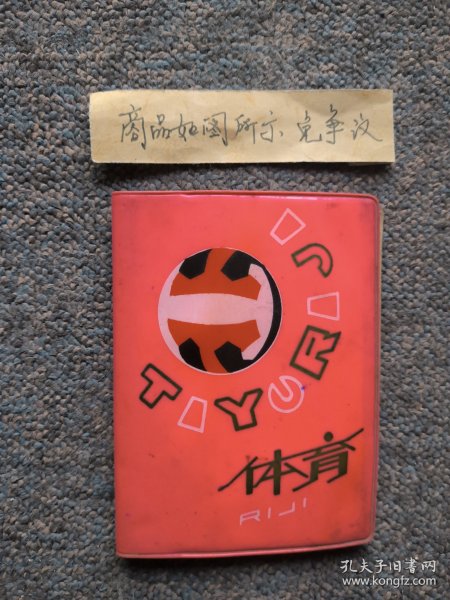 商品如图所示 免争议
TIYURIJI
体育
RIJI
孔夫子旧书网
www.kongfz.com